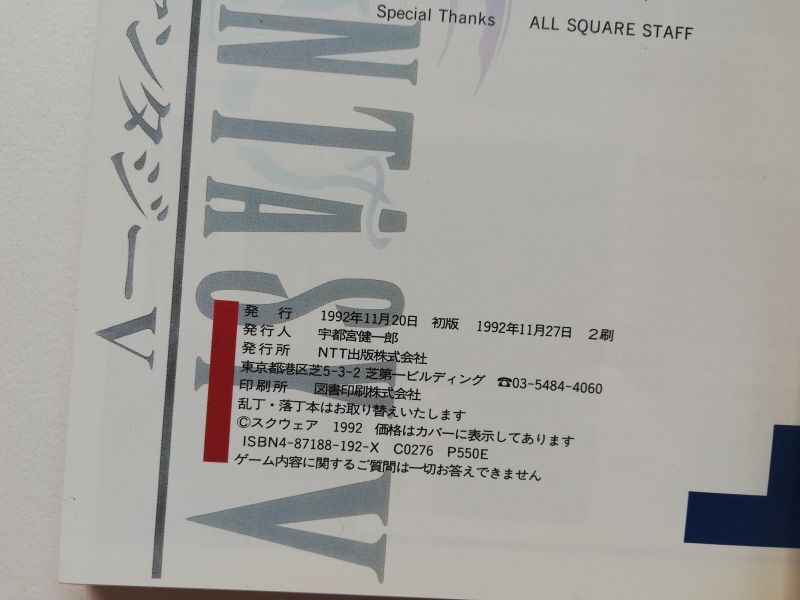 Special Thanks ALL SQUARE STAFF
ンタジーV
NTASY V
発 行 1992年11月20日 初版 1992年11月27日 2刷
発行人 宇都宮健一郎
発行所 NTT出版株式会社
東京都港区芝5-3-2 芝第一ビルディング ☎03-5484-4060
印刷所 図書印刷株式会社
乱丁・落丁本はお取り替えいたします
©スクウェア 1992 価格はカバーに表示してあります
ISBN4-87188-192-X C0276 P550E
ゲーム内容に関するご質問は一切お答えできません